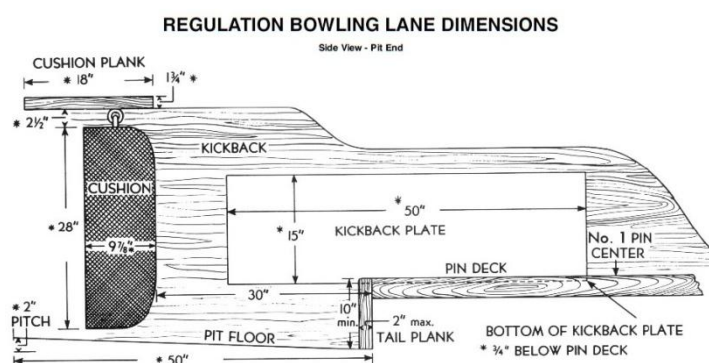 REGULATION BOWLING LANE DIMENSIONS
Side View - Pit End
CUSHION PLANK
* 18"
1¾" *
* 2½"
KICKBACK
CUSHION
* 28"
9⅞" *
*
50"
* 15"
KICKBACK PLATE
No. 1 PIN
CENTER
PIN DECK
30"
10"
min.
2" max.
TAIL PLANK
* 2"
PITCH
PIT FLOOR
* 50"
BOTTOM OF KICKBACK PLATE
* ¾" BELOW PIN DECK